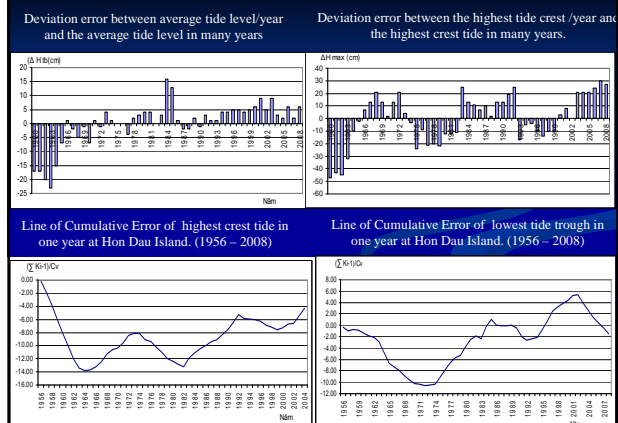 Deviation error between average tide level/year
and the average tide level in many years
(Δ Htb(cm)
20
15
10
5
0
-5
-10
-15
-20
-25
1966 1969 1972 1975 1978 1981 1984 1987 1990 1993 1996 1999 2002 2005 2008
Năm
Deviation error between the highest tide crest /year and
the highest crest tide in many years.
ΔHmax (cm)
40
30
20
10
0
-10
-20
-30
-40
-50
-60
1966 1969 1972 1975 1978 1981 1984 1987 1990 1993 1996 1999 2002 2005 2008
Line of Cumulative Error of highest crest tide in
one year at Hon Dau Island. (1956 – 2008)
(∑ Ki-1)/Cv
0.00
-2.00
-4.00
-6.00
-8.00
-10.00
-12.00
-14.00
-16.00
1956 1958 1960 1962 1964 1966 1968 1970 1972 1974 1976 1978 1980 1982 1984 1986 1988 1990 1992 1994 1996 1998 2000 2002 2004
Năm
Line of Cumulative Error of lowest tide trough in
one year at Hon Dau Island. (1956 – 2008)
(∑ Ki-1)/Cv
8.00
6.00
4.00
2.00
0.00
-2.00
-4.00
-6.00
-8.00
-10.00
-12.00
1956 1959 1962 1965 1968 1971 1974 1977 1980 1983 1986 1989 1992 1995 1998 2001 2004 2007